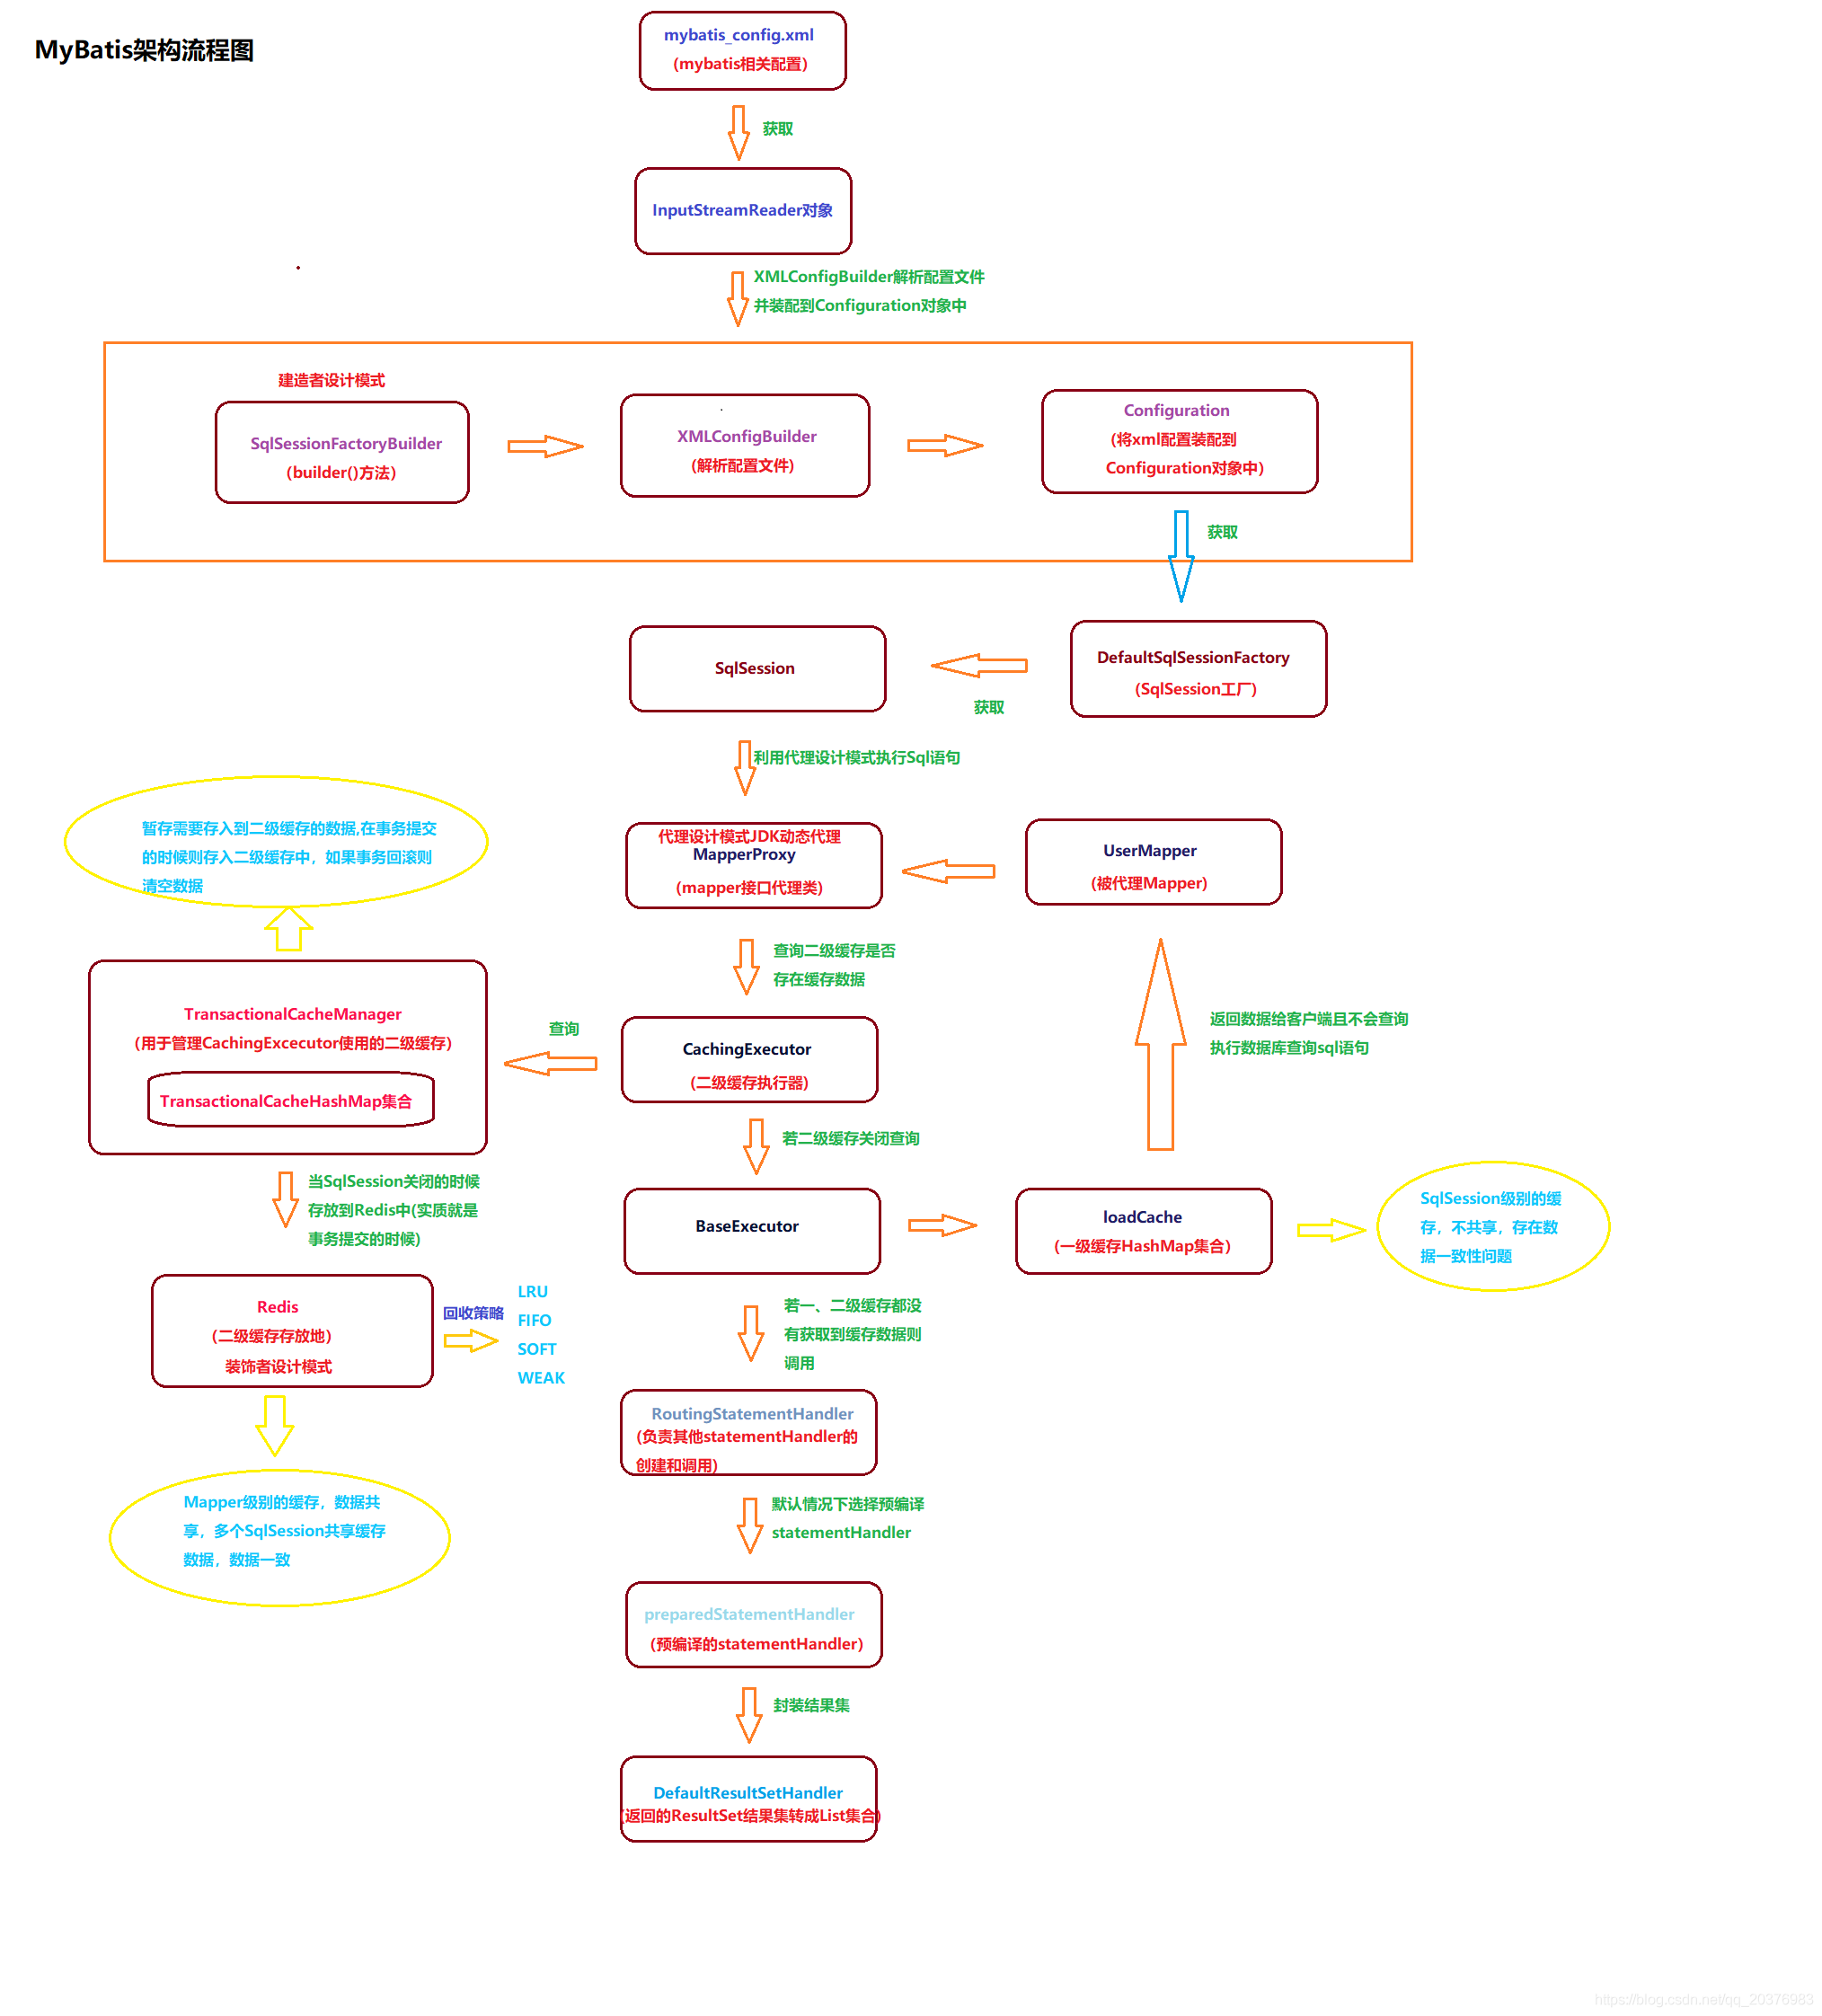 MyBatis架构流程图
mybatis_config.xml
(mybatis相关配置)
获取
InputStreamReader对象
XMLConfigBuilder解析配置文件
并装配到Configuration对象中
建造者设计模式
SqlSessionFactoryBuilder
(builder()方法)
XMLConfigBuilder
(解析配置文件)
Configuration
(将xml配置装配到
Configuration对象中)
获取
DefaultSqlSessionFactory
(SqlSession工厂)
获取
SqlSession
利用代理设计模式执行Sql语句
代理设计模式JDK动态代理
MapperProxy
(mapper接口代理类)
UserMapper
(被代理Mapper)
暂存需要存入到二级缓存的数据,在事务提交
的时候则存入二级缓存中，如果事务回滚则
清空数据
查询二级缓存是否
存在缓存数据
TransactionalCacheManager
(用于管理CachingExcecutor使用的二级缓存)
TransactionalCacheHashMap集合
查询
CachingExecutor
(二级缓存执行器)
返回数据给客户端且不会查询
执行数据库查询sql语句
若二级缓存关闭查询
当SqlSession关闭的时候
存放到Redis中(实质就是
事务提交的时候)
BaseExecutor
loadCache
(一级缓存HashMap集合)
SqlSession级别的缓
存，不共享，存在数
据一致性问题
Redis
(二级缓存存放地)
装饰者设计模式
回收策略
LRU
FIFO
SOFT
WEAK
若一、二级缓存都没
有获取到缓存数据则
调用
RoutingStatementHandler
(负责其他statementHandler的
创建和调用)
Mapper级别的缓存，数据共
享，多个SqlSession共享缓存
数据，数据一致
默认情况下选择预编译
statementHandler
preparedStatementHandler
(预编译的statementHandler)
封装结果集
DefaultResultSetHandler
(返回的ResultSet结果集转成List集合)
https://blog.csdn.net/qq_20376983